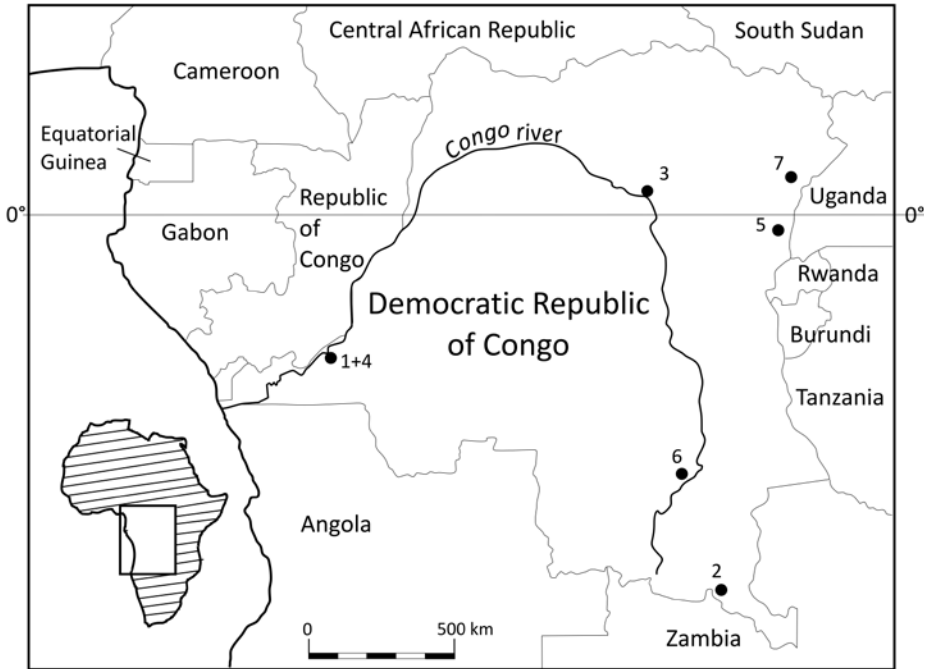 Central African Republic
South Sudan
Cameroon
Congo river
Equatorial
Guinea
3
7
Republic
of
Congo
Uganda
0°
0°
Gabon
5
Rwanda
Democratic Republic
of Congo
Burundi
1+4
Tanzania
6
Angola
2
0
500 km
Zambia